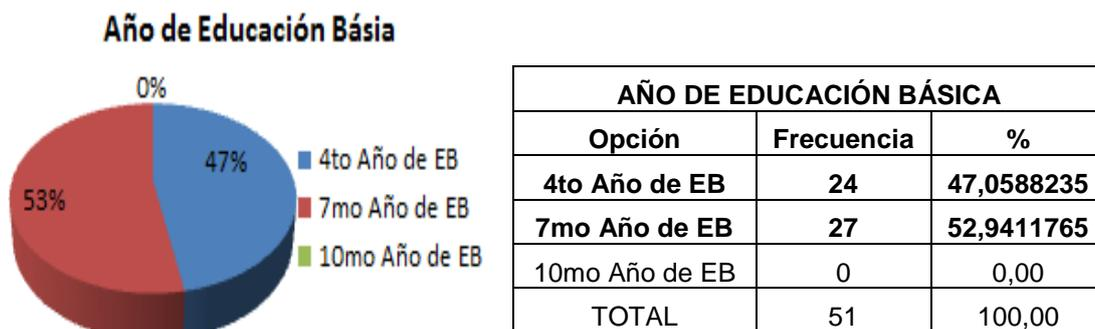 Año de Educación Básia
0%
47%
53%
4to Año de EB
7mo Año de EB
10mo Año de EB
AÑO DE EDUCACIÓN BÁSICA
Opción Frecuencia %
4to Año de EB 24 47,0588235
7mo Año de EB 27 52,9411765
10mo Año de EB 0 0,00
TOTAL 51 100,00